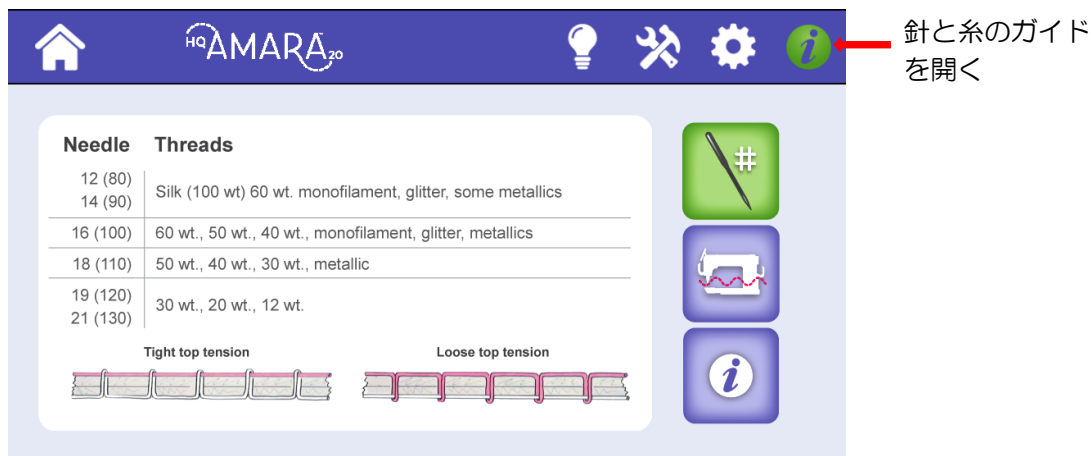 HQ AMARA 20
針と糸のガイド
を開く
Needle Threads
12 (80)
14 (90)
Silk (100 wt) 60 wt. monofilament, glitter, some metallics
16 (100) 60 wt., 50 wt., 40 wt., monofilament, glitter, metallics
18 (110) 50 wt., 40 wt., 30 wt., metallic
19 (120)
21 (130)
30 wt., 20 wt., 12 wt.
Tight top tension Loose top tension
#
i
i